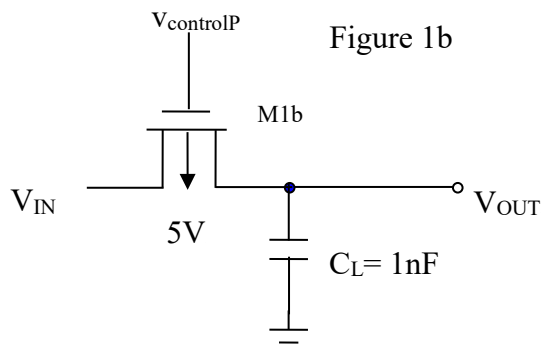 vcontrolP
Figure 1b
M1b
VIN
VOUT
5V
CL= 1nF